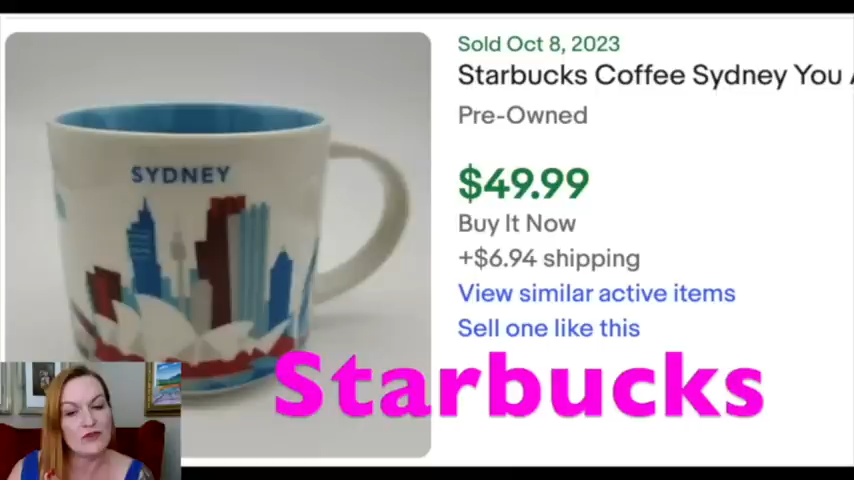 Sold Oct 8, 2023
Starbucks Coffee Sydney You
Pre-Owned
SYDNEY
$49.99
Buy It Now
+$6.94 shipping
View similar active items
Sell one like this
Starbucks